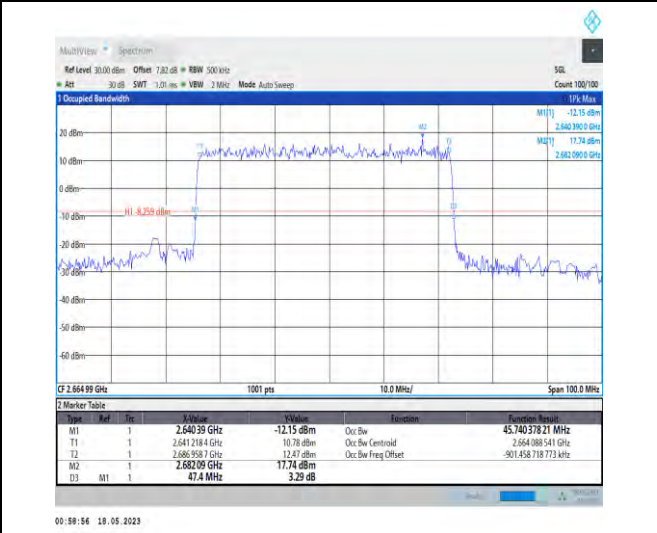 MultiView Spectrum
Ref Level 30.00 dBm Offset 7.82 dB RBW 500 kHz SGL
Att 30 dB SWT 1.01 ms VBW 2 MHz Mode Auto Sweep Count 100/100
1 Occupied Bandwidth 1Pk Max
M1[1] -12.15 dBm
2.640 390 0 GHz
M2[1] 17.74 dBm
2.682 090 0 GHz
M2
20 dBm
T1 T2
10 dBm
0 dBm
H1 -8.259 dBm M1 D3
-10 dBm
-20 dBm
-30 dBm
-40 dBm
-50 dBm
-60 dBm
CF 2.664 99 GHz 1001 pts 10.0 MHz/ Span 100.0 MHz
2 Marker Table
Type Ref Trc X-Value Y-Value Function Function Result
M1 1 2.640 39 GHz -12.15 dBm Occ Bw 45.740 378 21 MHz
T1 1 2.641 218 4 GHz 10.78 dBm Occ Bw Centroid 2.664 088 541 GHz
T2 1 2.686 958 7 GHz 12.47 dBm Occ Bw Freq Offset -901.458 718 773 kHz
M2 1 2.682 09 GHz 17.74 dBm
D3 M1 1 47.4 MHz 3.29 dB
00:58:56 18.05.2023